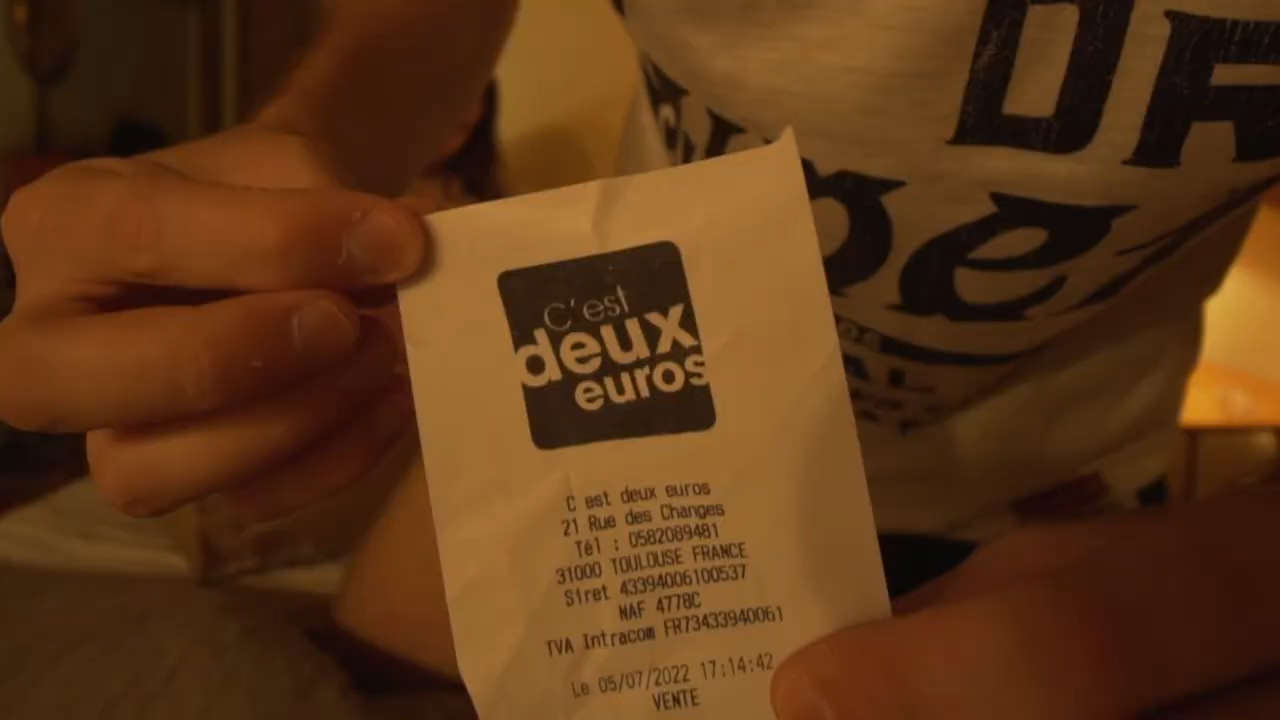 C'est
deux
euros
C est deux euros
21 Rue des Changes
Tél : 0582089481
31000 TOULOUSE FRANCE
Siret 43394006100537
NAF 4778C
TVA Intracom FR73433940061
Le 05/07/2022 17:14:42
VENTE